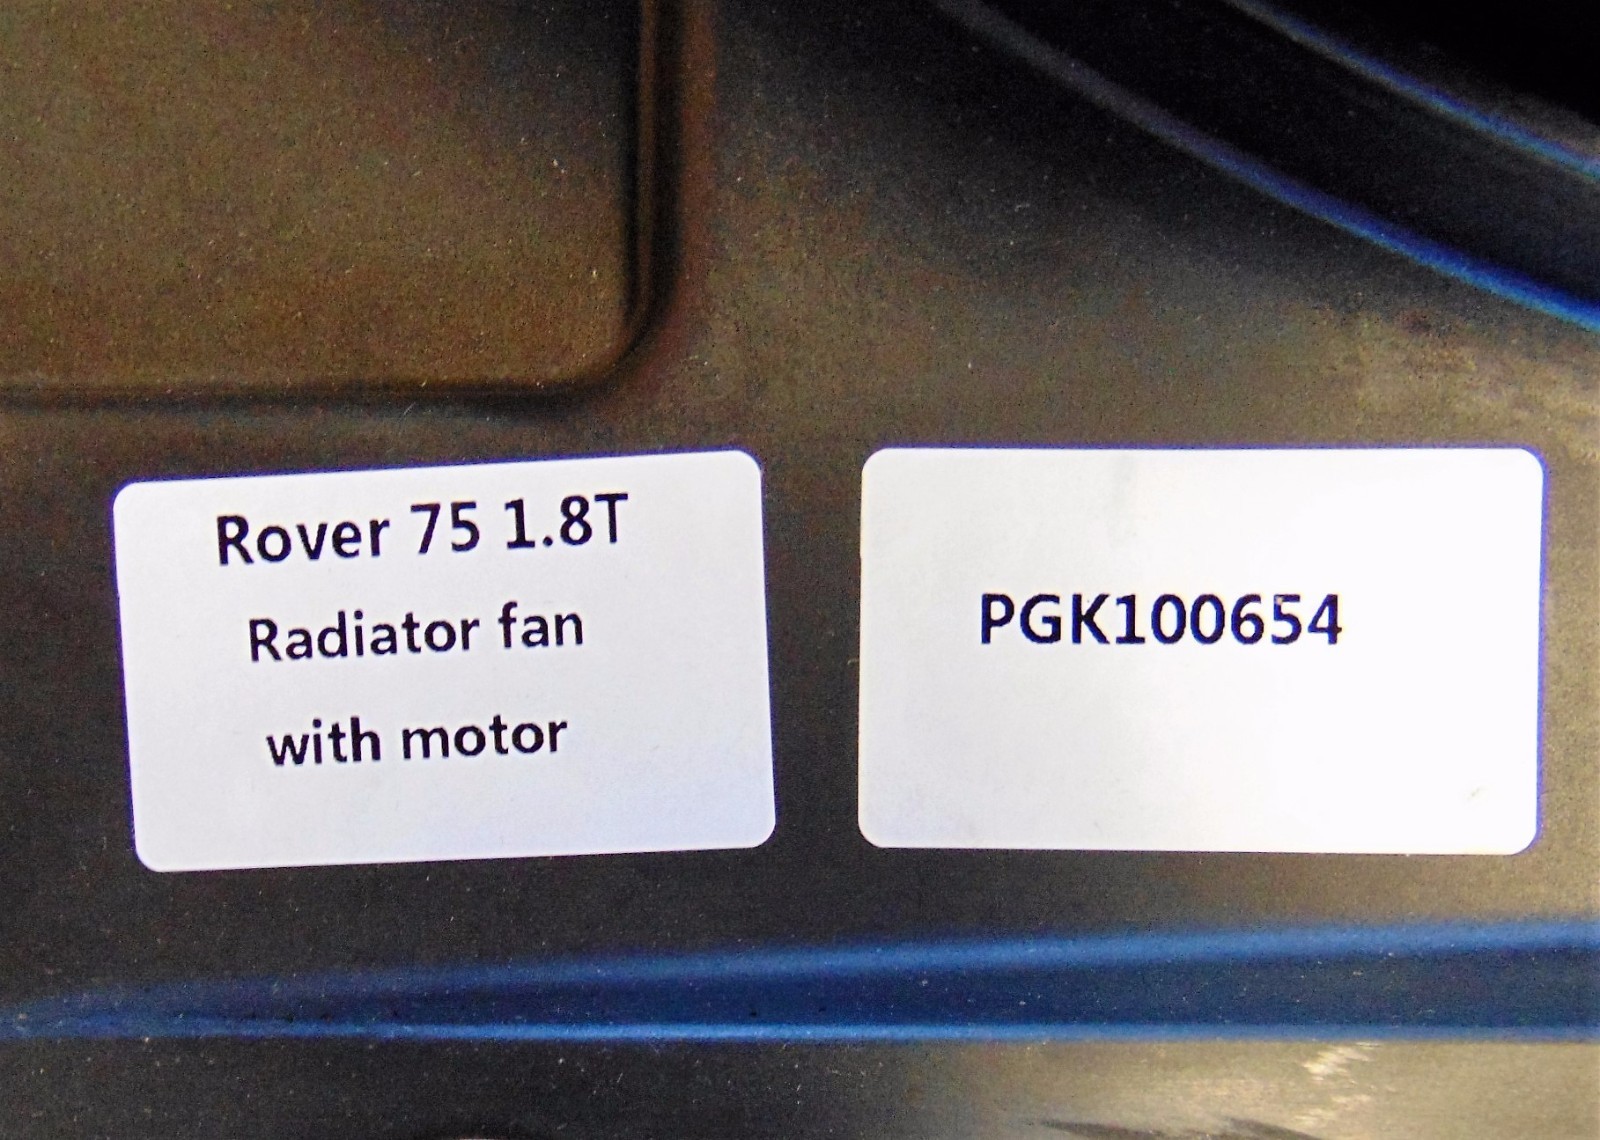 Rover 75 1.8T
Radiator fan
with motor
PGK100654